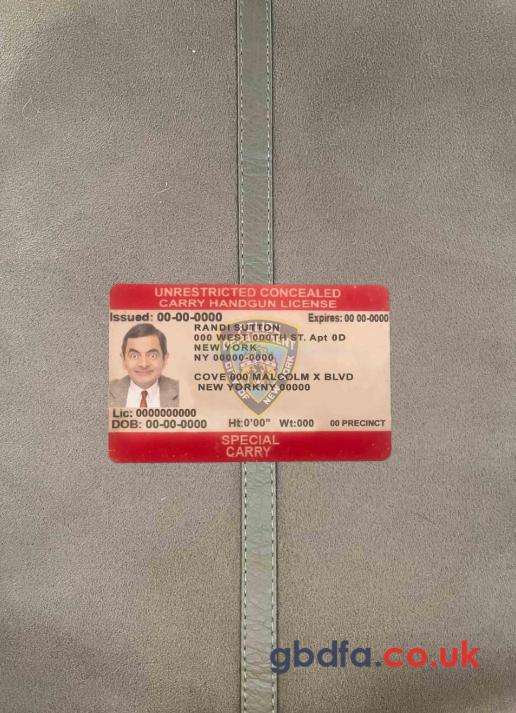 UNRESTRICTED CONCEALED
CARRY HANDGUN LICENSE
Issued: 00-00-0000 Expires: 00 00-0000
RANDI SUTTON
000 WEST 000TH ST. Apt 0D
NEW YORK
NY 00000-0000
COVE 000 MALCOLM X BLVD
NEW YORKNY 00000
Lic: 0000000000
DOB: 00-00-0000 Ht:0'00" Wt:000 00 PRECINCT
SPECIAL
CARRY
gbdfa.co.uk